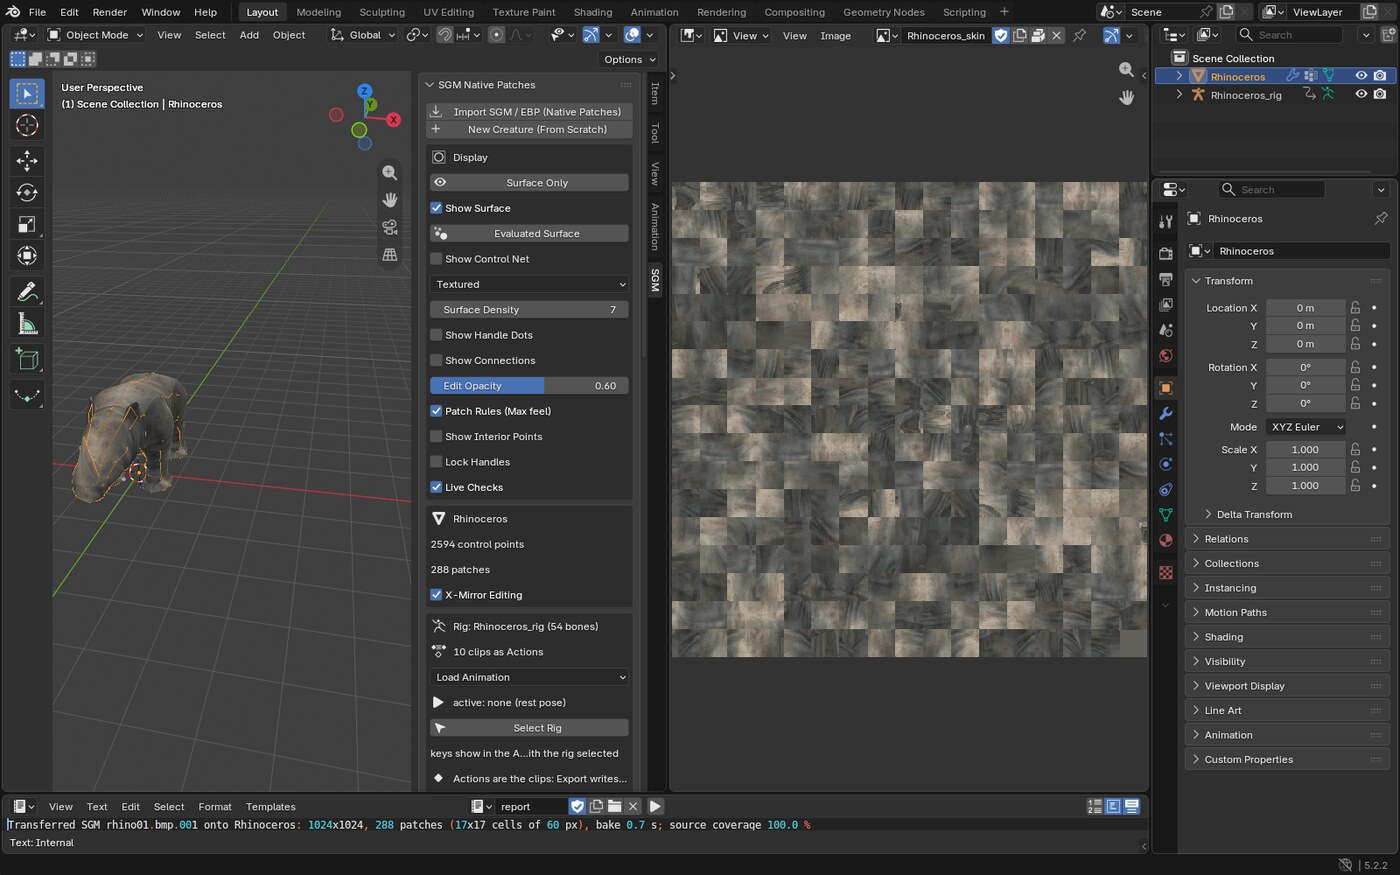 File Edit Render Window Help Layout Modeling Sculpting UV Editing Texture Paint Shading Animation Rendering Compositing Geometry Nodes Scripting Scene ViewLayer
Object Mode View Select Add Object Global
Options
User Perspective
(1) Scene Collection | Rhinoceros
Z
Y
X
SGM Native Patches
Import SGM / EBP (Native Patches)
New Creature (From Scratch)
Display
Surface Only
Show Surface
Evaluated Surface
Show Control Net
Textured
Surface Density 7
Show Handle Dots
Show Connections
Edit Opacity 0.60
Patch Rules (Max feel)
Show Interior Points
Lock Handles
Live Checks
Rhinoceros
2594 control points
288 patches
X-Mirror Editing
Rig: Rhinoceros_rig (54 bones)
10 clips as Actions
Load Animation
active: none (rest pose)
Select Rig
keys show in the A...ith the rig selected
Actions are the clips: Export writes...
Item
Tool
View
Animation
SGM
View View Image Rhinoceros_skin
Search
Scene Collection
Rhinoceros
Rhinoceros_rig
Search
Rhinoceros
Rhinoceros
Transform
Location X 0 m
Y 0 m
Z 0 m
Rotation X 0°
Y 0°
Z 0°
Mode XYZ Euler
Scale X 1.000
Y 1.000
Z 1.000
Delta Transform
Relations
Collections
Instancing
Motion Paths
Shading
Visibility
Viewport Display
Line Art
Animation
Custom Properties
View Text Edit Select Format Templates report
Transferred SGM rhino01.bmp.001 onto Rhinoceros: 1024x1024, 288 patches (17x17 cells of 60 px), bake 0.7 s; source coverage 100.0 %
Text: Internal
5.2.2